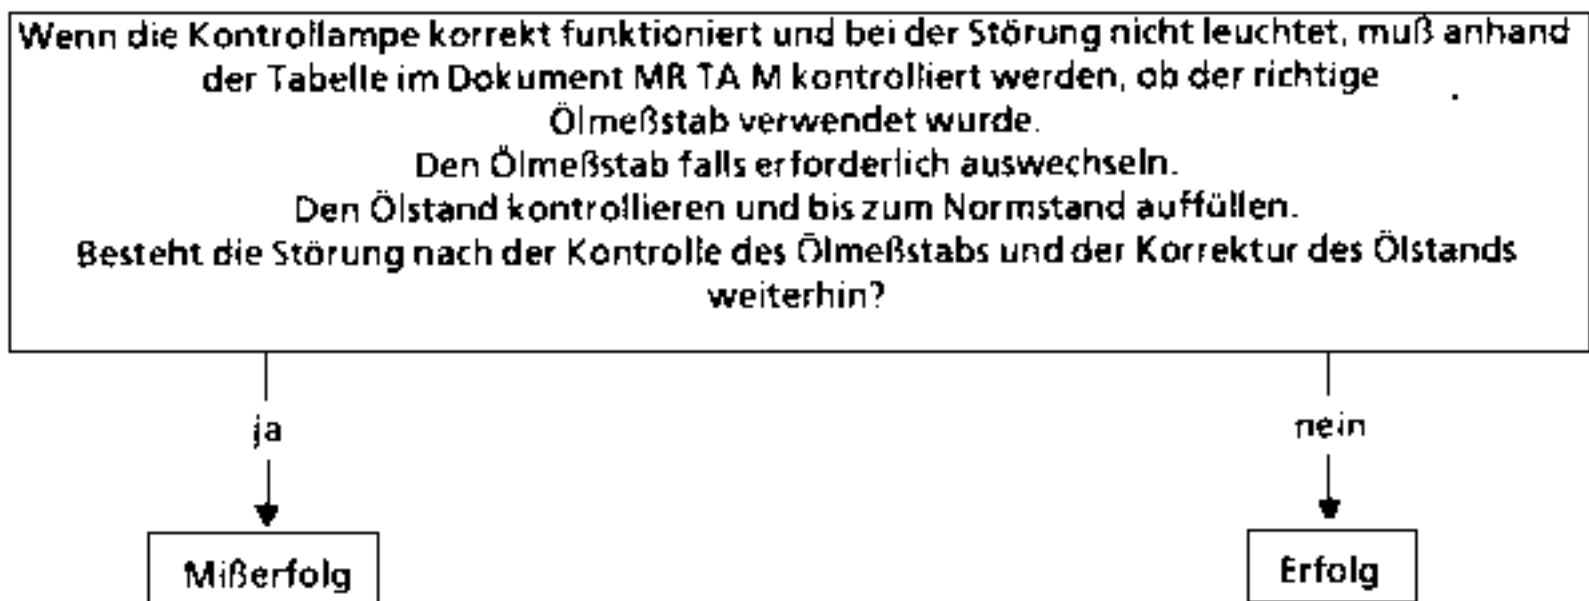 Wenn die Kontrollampe korrekt funktioniert und bei der Störung nicht leuchtet, muß anhand
der Tabelle im Dokument MR TA M kontrolliert werden, ob der richtige
Ölmeßstab verwendet wurde.
Den Ölmeßstab falls erforderlich auswechseln.
Den Ölstand kontrollieren und bis zum Normstand auffüllen.
Besteht die Störung nach der Kontrolle des Ölmeßstabs und der Korrektur des Ölstands
weiterhin?
ja
nein
Mißerfolg
Erfolg